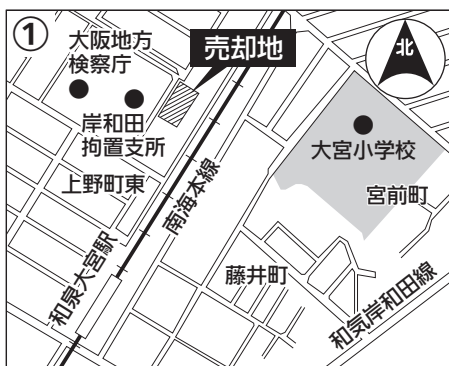 ①
大阪地方
検察庁
売却地
北
岸和田
拘置支所
大宮小学校
上野町東
南海本線
宮前町
和泉大宮駅
藤井町
和気岸和田線